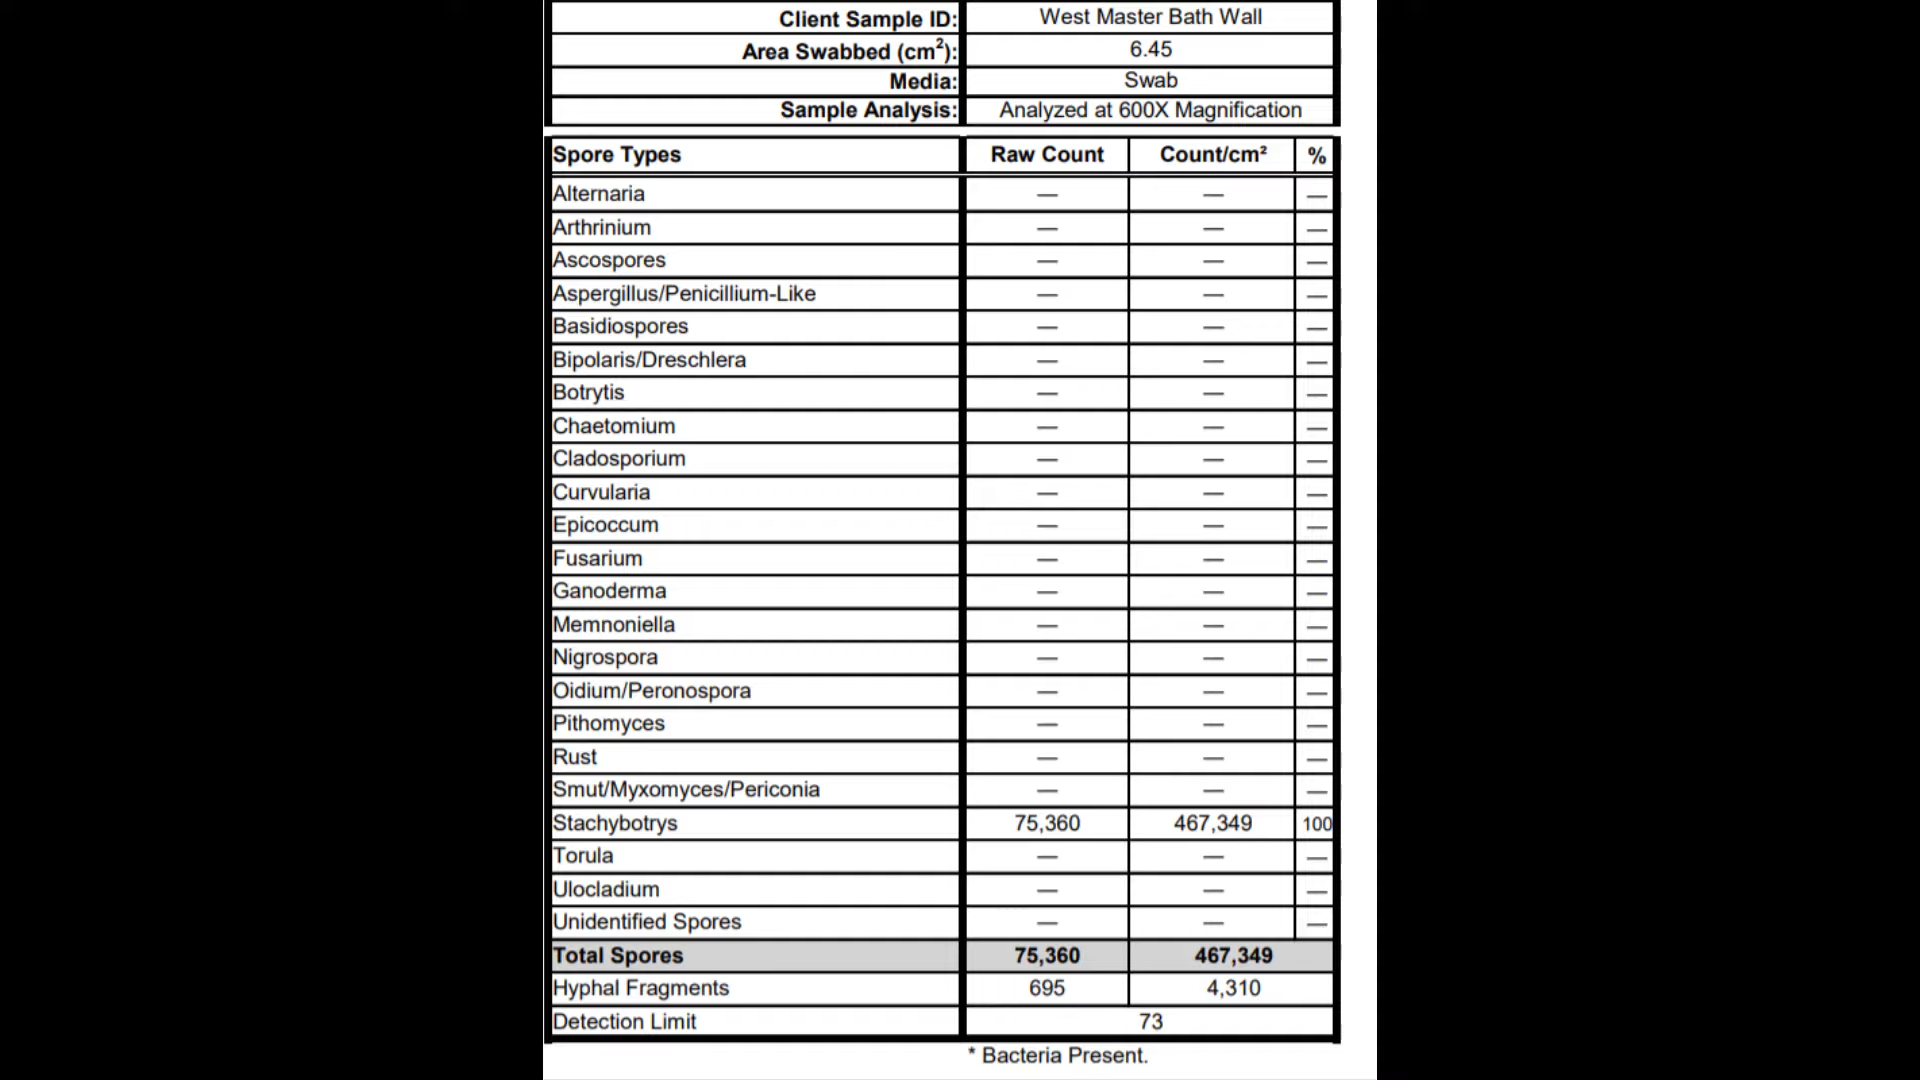 Client Sample ID: West Master Bath Wall
Area Swabbed (cm²): 6.45
Media: Swab
Sample Analysis: Analyzed at 600X Magnification
Spore Types Raw Count Count/cm² %
Alternaria — — —
Arthrinium — — —
Ascospores — — —
Aspergillus/Penicillium-Like — — —
Basidiospores — — —
Bipolaris/Dreschlera — — —
Botrytis — — —
Chaetomium — — —
Cladosporium — — —
Curvularia — — —
Epicoccum — — —
Fusarium — — —
Ganoderma — — —
Memnoniella — — —
Nigrospora — — —
Oidium/Peronospora — — —
Pithomyces — — —
Rust — — —
Smut/Myxomyces/Periconia — — —
Stachybotrys 75,360 467,349 100
Torula — — —
Ulocladium — — —
Unidentified Spores — — —
Total Spores 75,360 467,349
Hyphal Fragments 695 4,310
Detection Limit 73
* Bacteria Present.